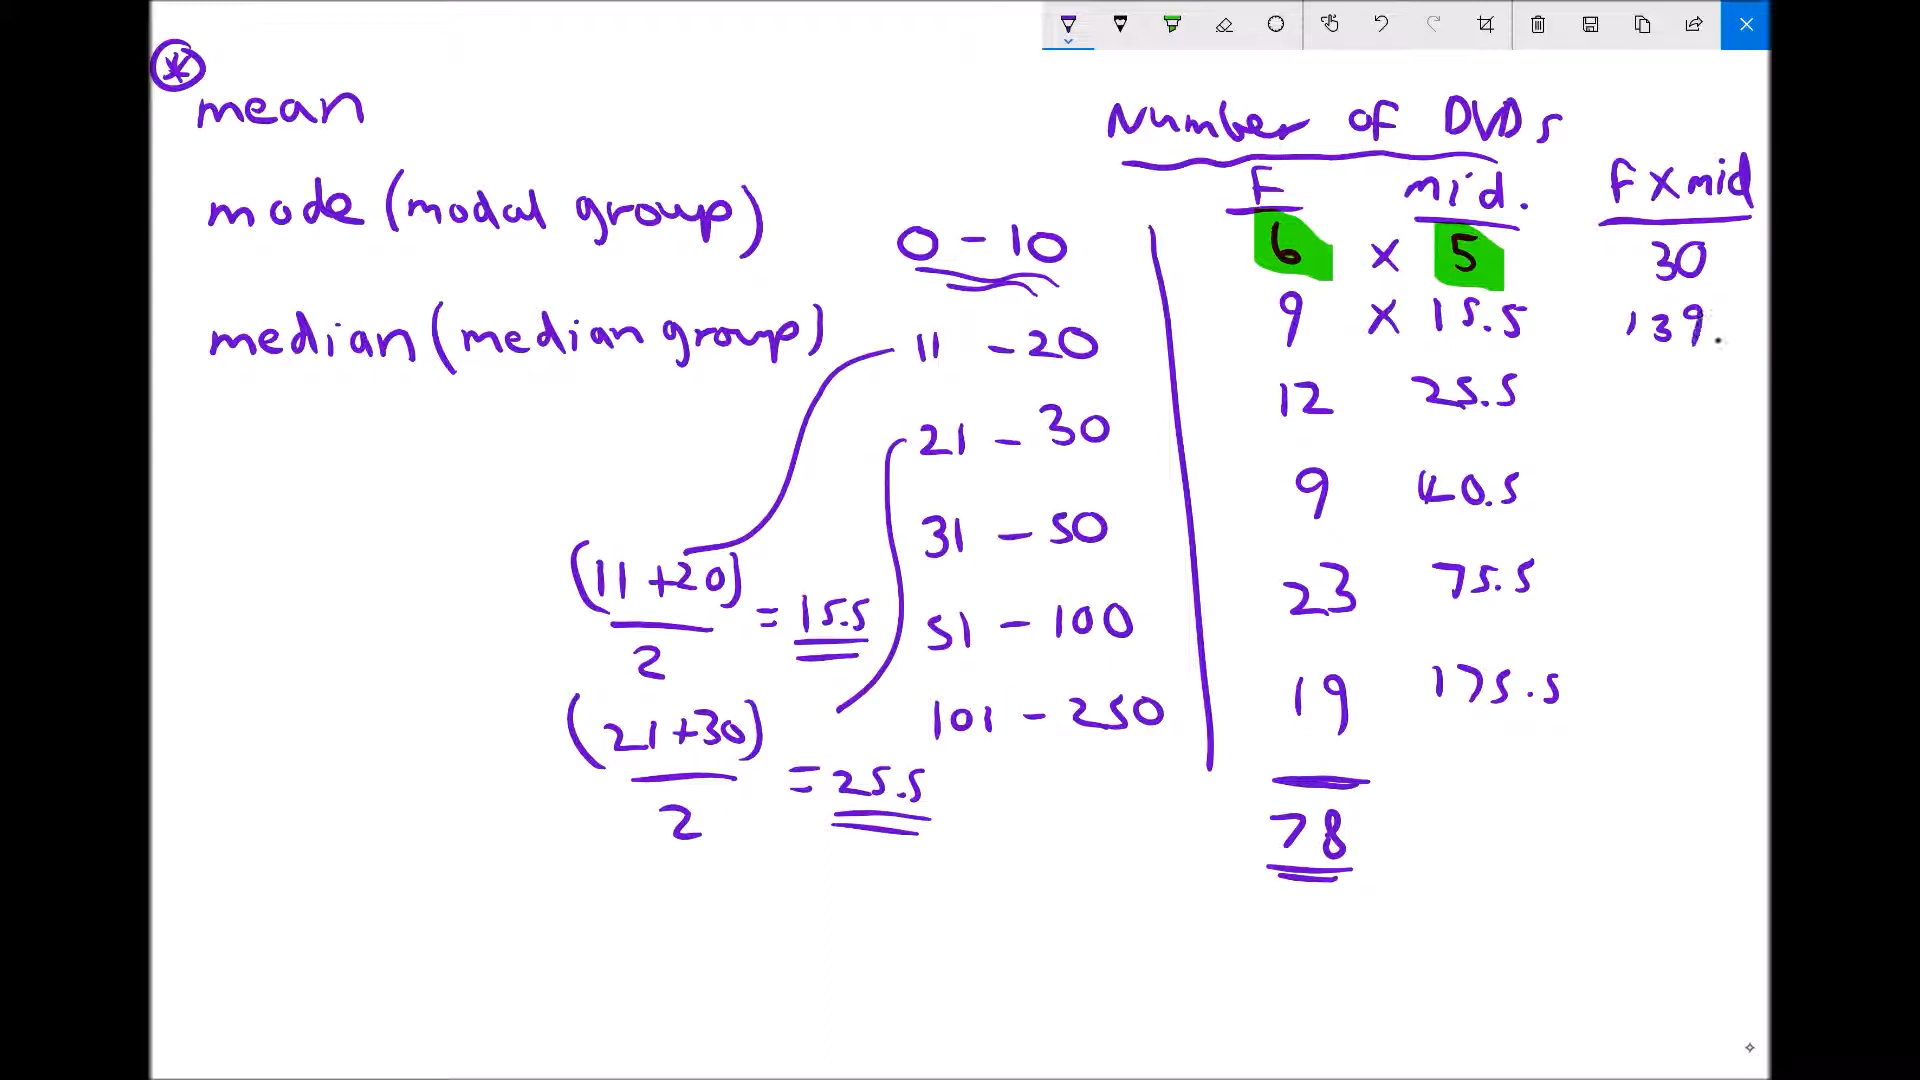 mean
mode (modal group)
median (median group)
Number of DVDs
F mid. F x mid
0 - 10 6 x 5 30
11 - 20 9 x 15.5 139.
21 - 30 12 25.5
31 - 50 9 40.5
51 - 100 23 75.5
101 - 250 19 175.5
78
(11 + 20)
2
= 15.5
(21 + 30)
2
= 25.5